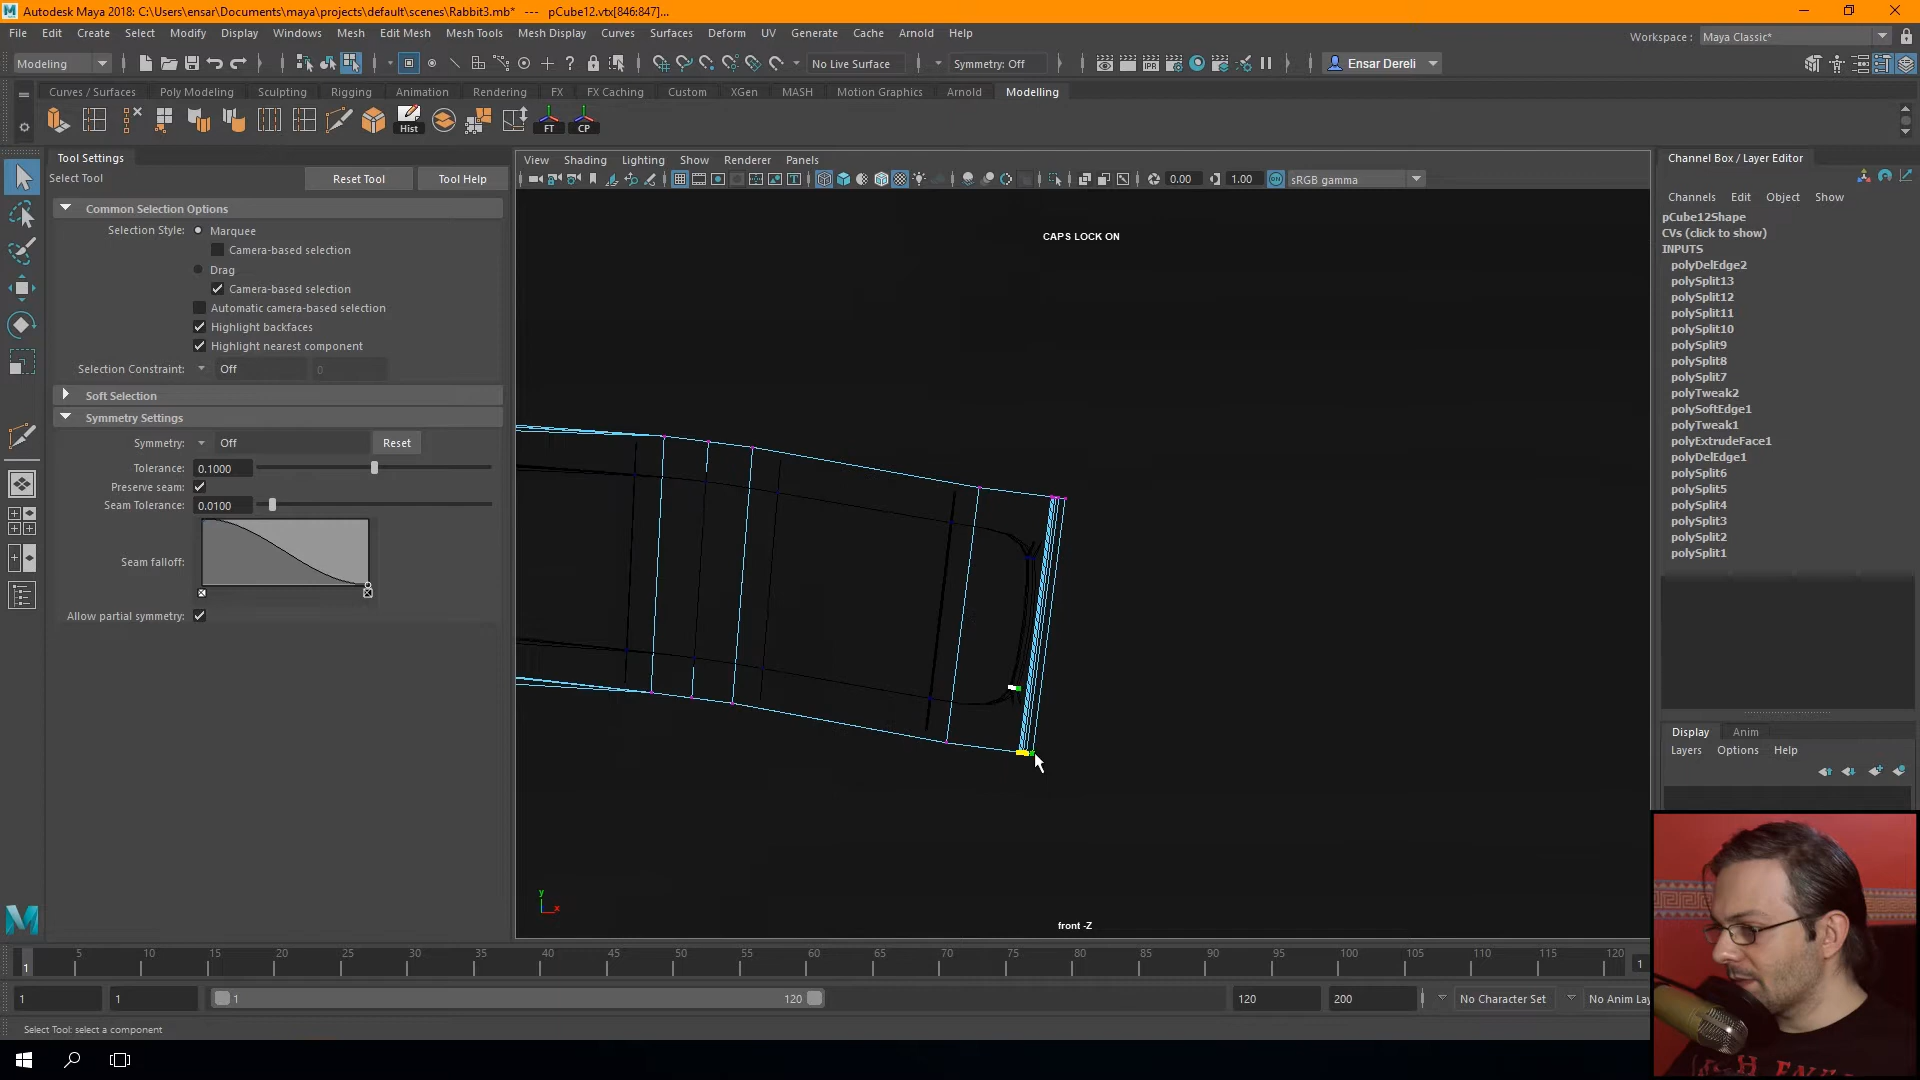 Autodesk Maya 2018: C:\Users\ensar\Documents\maya\projects\default\scenes\Rabbit3.mb* --- pCube12.vtx[846:847]...
File Edit Create Select Modify Display Windows Mesh Edit Mesh Mesh Tools Mesh Display Curves Surfaces Deform UV Generate Cache Arnold Help
Workspace : Maya Classic*
Modeling No Live Surface Symmetry: Off Ensar Dereli
Curves / Surfaces Poly Modeling Sculpting Rigging Animation Rendering FX FX Caching Custom XGen MASH Motion Graphics Arnold Modelling
Hist FT CP
Tool Settings
Select Tool Reset Tool Tool Help
Common Selection Options
Selection Style: Marquee
Camera-based selection
Drag
Camera-based selection
Automatic camera-based selection
Highlight backfaces
Highlight nearest component
Selection Constraint: Off 0
Soft Selection
Symmetry Settings
Symmetry: Off Reset
Tolerance: 0.1000
Preserve seam:
Seam Tolerance: 0.0100
Seam falloff:
Allow partial symmetry:
View Shading Lighting Show Renderer Panels
0.00 1.00 ON sRGB gamma
CAPS LOCK ON
y
x
front -Z
Channel Box / Layer Editor
Channels Edit Object Show
pCube12Shape
CVs (click to show)
INPUTS
polyDelEdge2
polySplit13
polySplit12
polySplit11
polySplit10
polySplit9
polySplit8
polySplit7
polyTweak2
polySoftEdge1
polyTweak1
polyExtrudeFace1
polyDelEdge1
polySplit6
polySplit5
polySplit4
polySplit3
polySplit2
polySplit1
Display Anim
Layers Options Help
1 5 10 15 20 25 30 35 40 45 50 55 60 65 70 75 80 85 90 95 100 105 110 115 120 1
1 1 1 120 120 200 No Character Set No Anim Lay
Select Tool: select a component